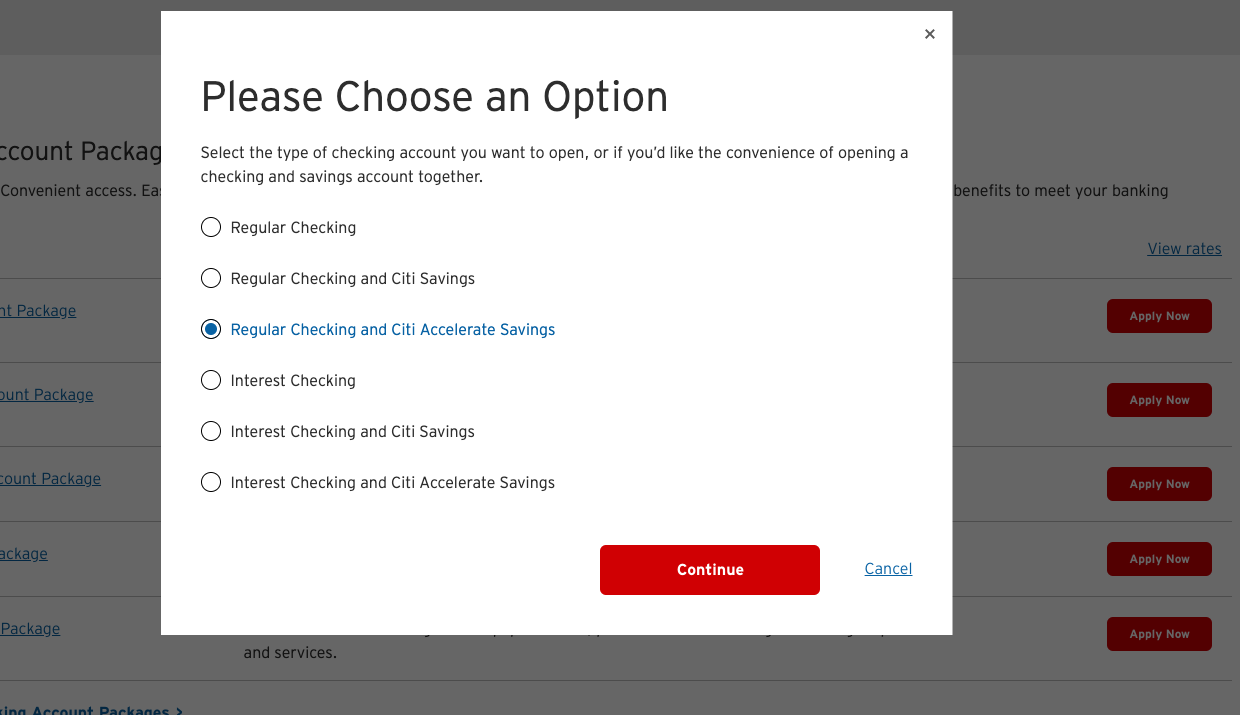 ×
Please Choose an Option
Select the type of checking account you want to open, or if you'd like the convenience of opening a
checking and savings account together.
Regular Checking
Regular Checking and Citi Savings
Regular Checking and Citi Accelerate Savings
Interest Checking
Interest Checking and Citi Savings
Interest Checking and Citi Accelerate Savings
Continue
Cancel
ccount Packag
Convenient access. Eas
benefits to meet your banking
View rates
nt Package
Apply Now
ount Package
Apply Now
count Package
Apply Now
ackage
Apply Now
Package
Apply Now
and services.
king Account Packages >